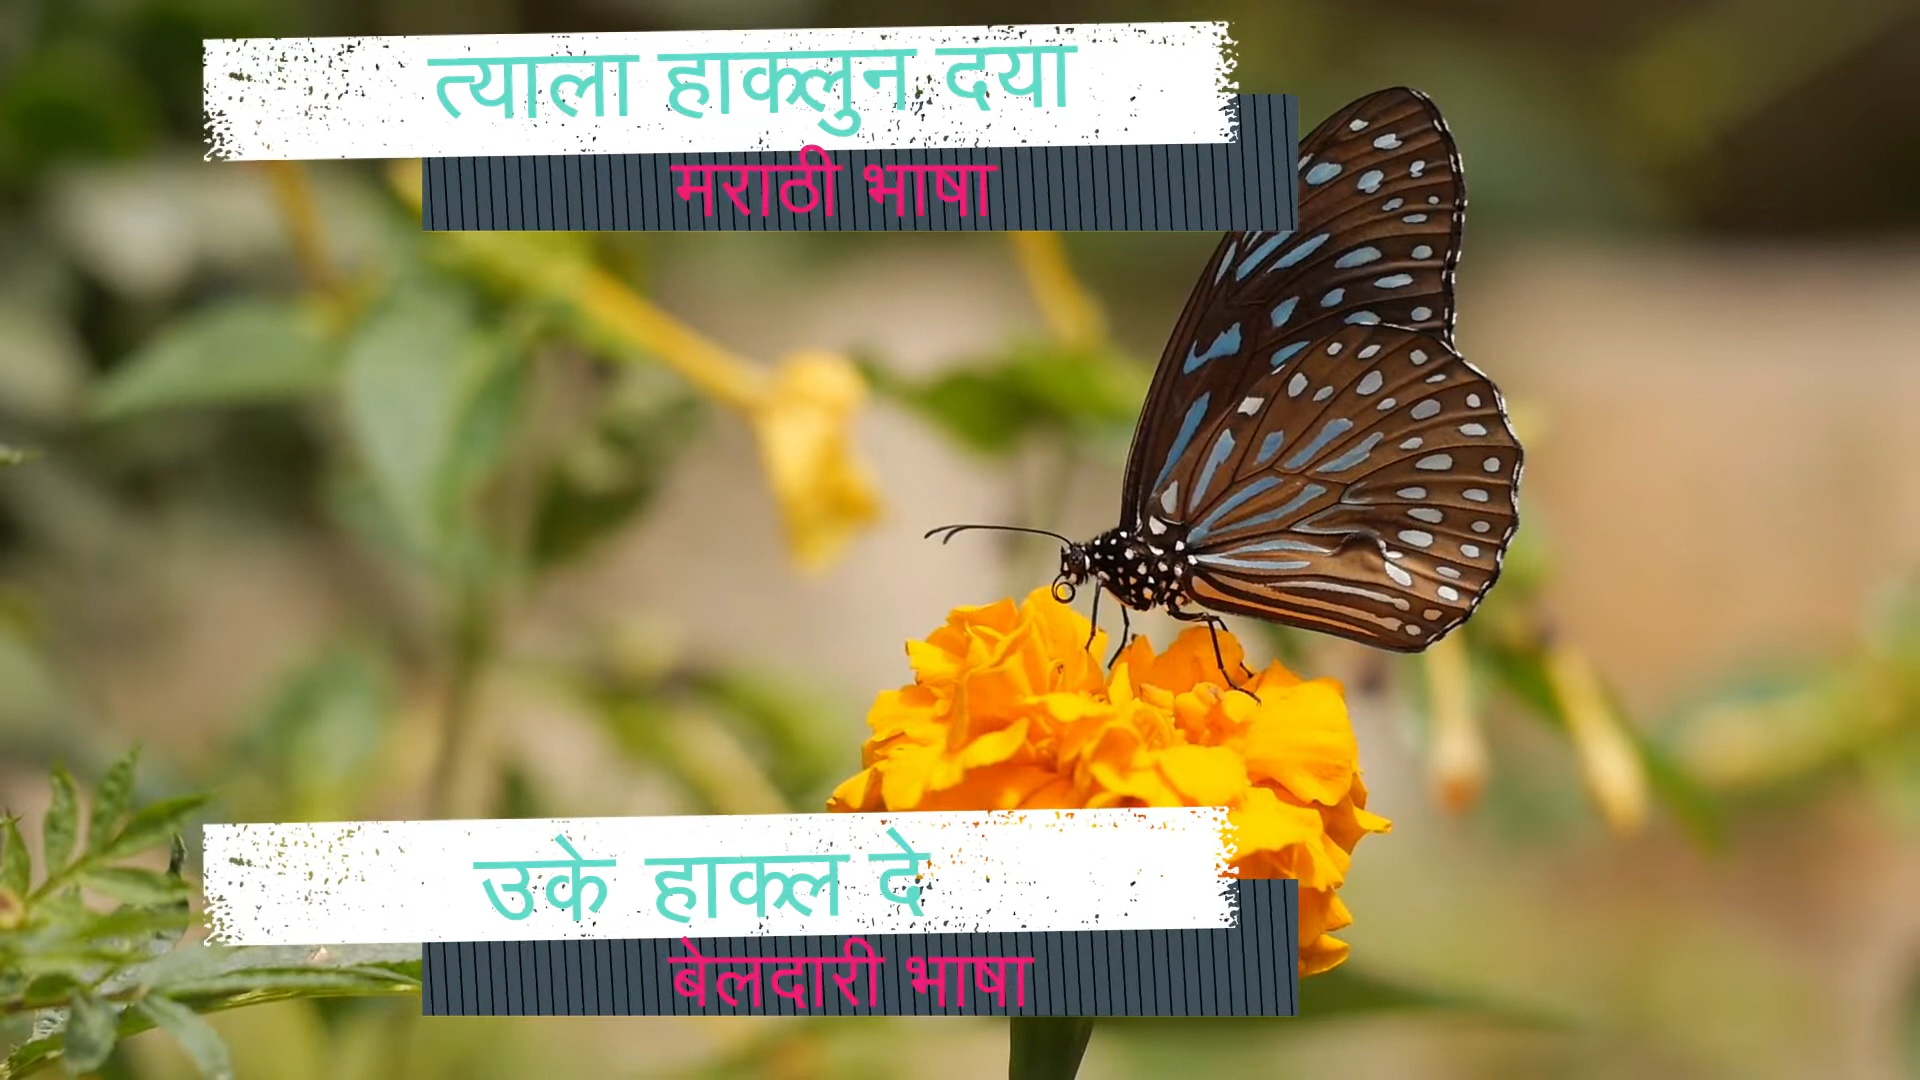 त्याला हाकलुन दया
मराठी भाषा
उके हाकल दे
बेलदारी भाषा